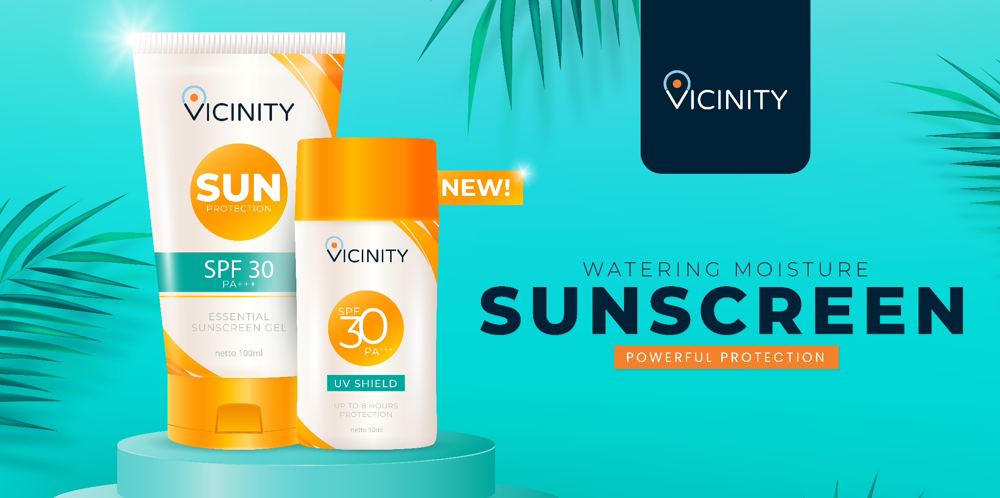 VICINITY
SUN
PROTECTION
SPF 30
PA+++
ESSENTIAL
SUNSCREEN GEL
netto 100ml
NEW!
VICINITY
SPF
30
PA+++
UV SHIELD
UP TO 8 HOURS
PROTECTION
netto 50ml
VICINITY
WATERING MOISTURE
SUNSCREEN
POWERFUL PROTECTION